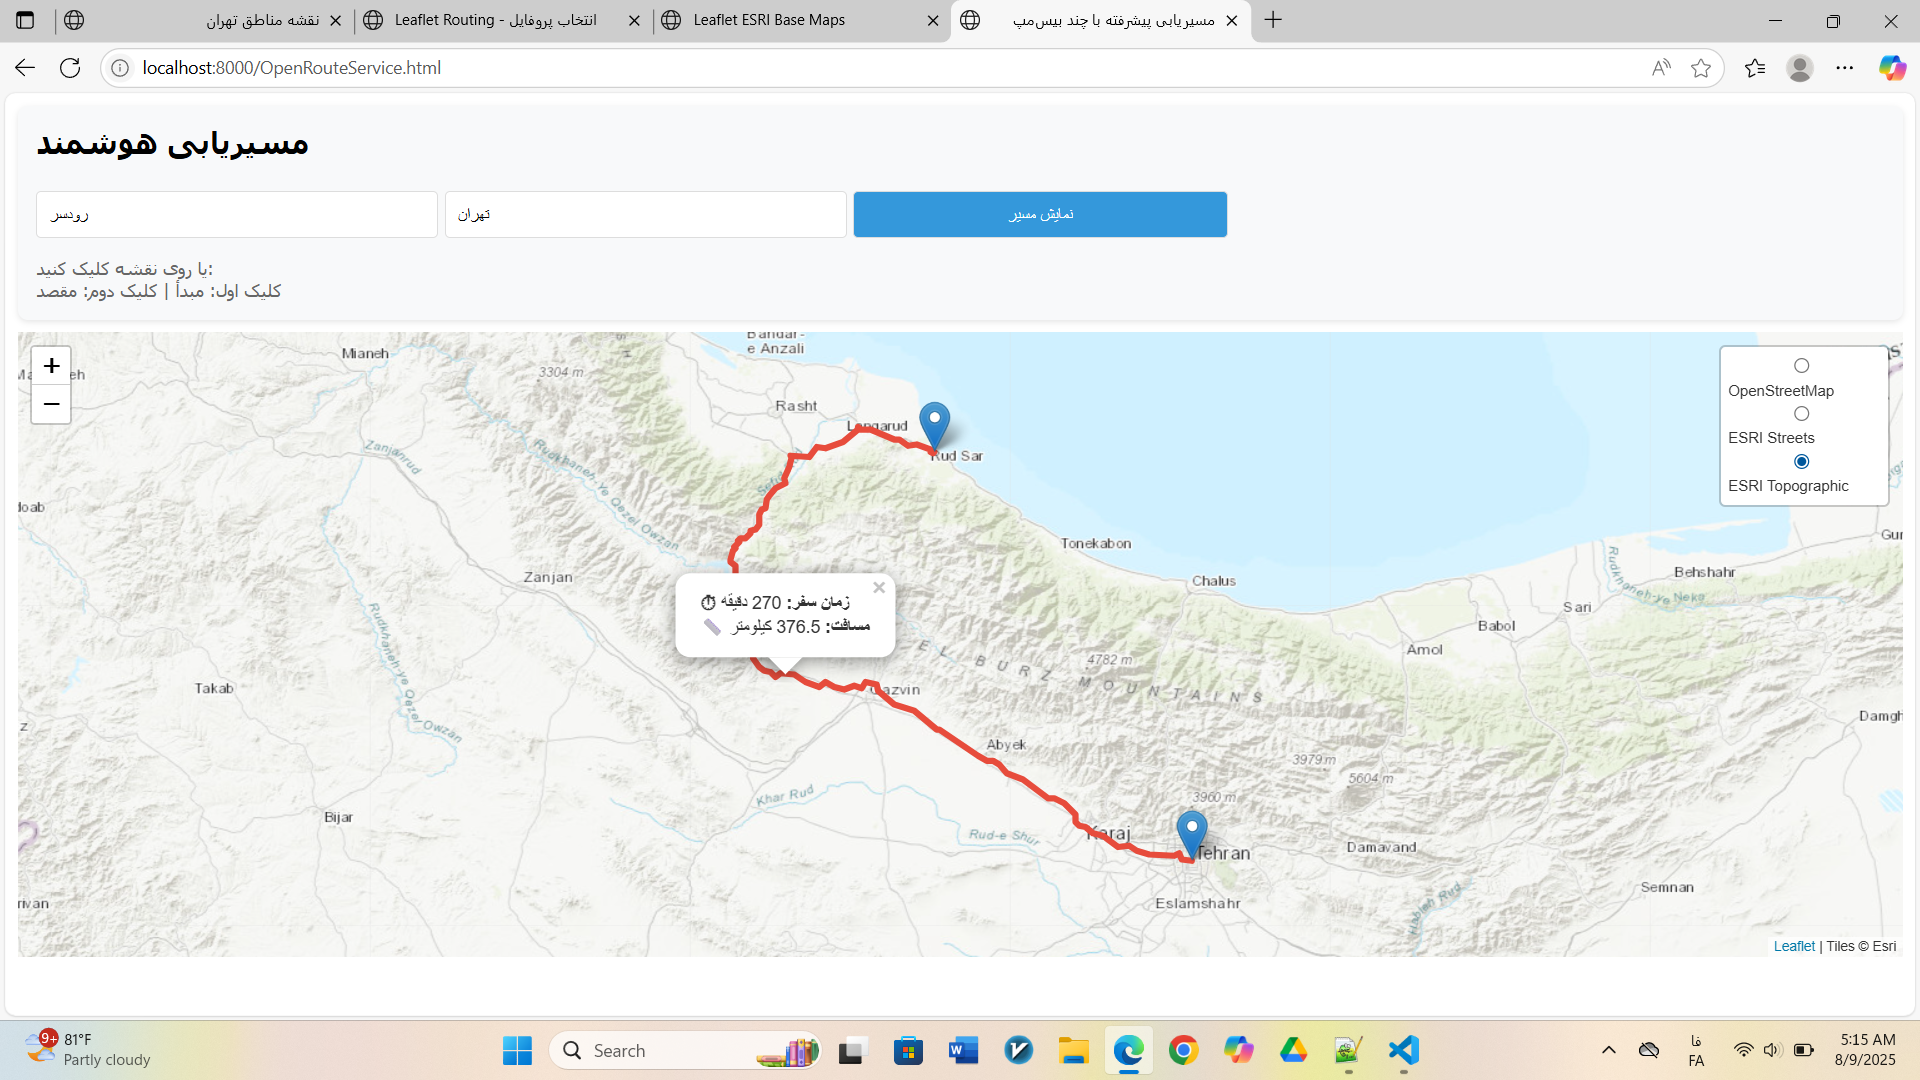 نقشه مناطق تهران
Leaflet Routing - انتخاب پروفایل
Leaflet ESRI Base Maps
مسیریابی پیشرفته با چند بیس‌مپ
localhost:8000/OpenRouteService.html
مسیریابی هوشمند
رودسر
تهران
نمایش مسیر
یا روی نقشه کلیک کنید:
کلیک اول: مبدأ | کلیک دوم: مقصد
+
−
OpenStreetMap
ESRI Streets
ESRI Topographic
Bandar-
e Anzali
Mianeh
3304 m
Rasht
Langarud
Rud Sar
Zanjanrud
Rudkhaneh-Ye Qezel Owzan
Tonekabon
Zanjan
Chalus
Behshahr
Rudkhaneh-ye Neka
Sari
Babol
Amol
زمان سفر: 270 دقیقه ⏱
مسافت: 376.5 کیلومتر 📏
×
ELBURZ MOUNTAINS
4782 m
Takab
Rudkhaneh-ye Qezel Owzan
Qazvin
Abyek
3979 m
5604 m
3960 m
Khar Rud
Bijar
Rud-e Shur
Karaj
Tehran
Damavand
Semnan
Eslamshahr
Leaflet | Tiles © Esri
9+
81°F
Partly cloudy
Search
فا
FA
5:15 AM
8/9/2025